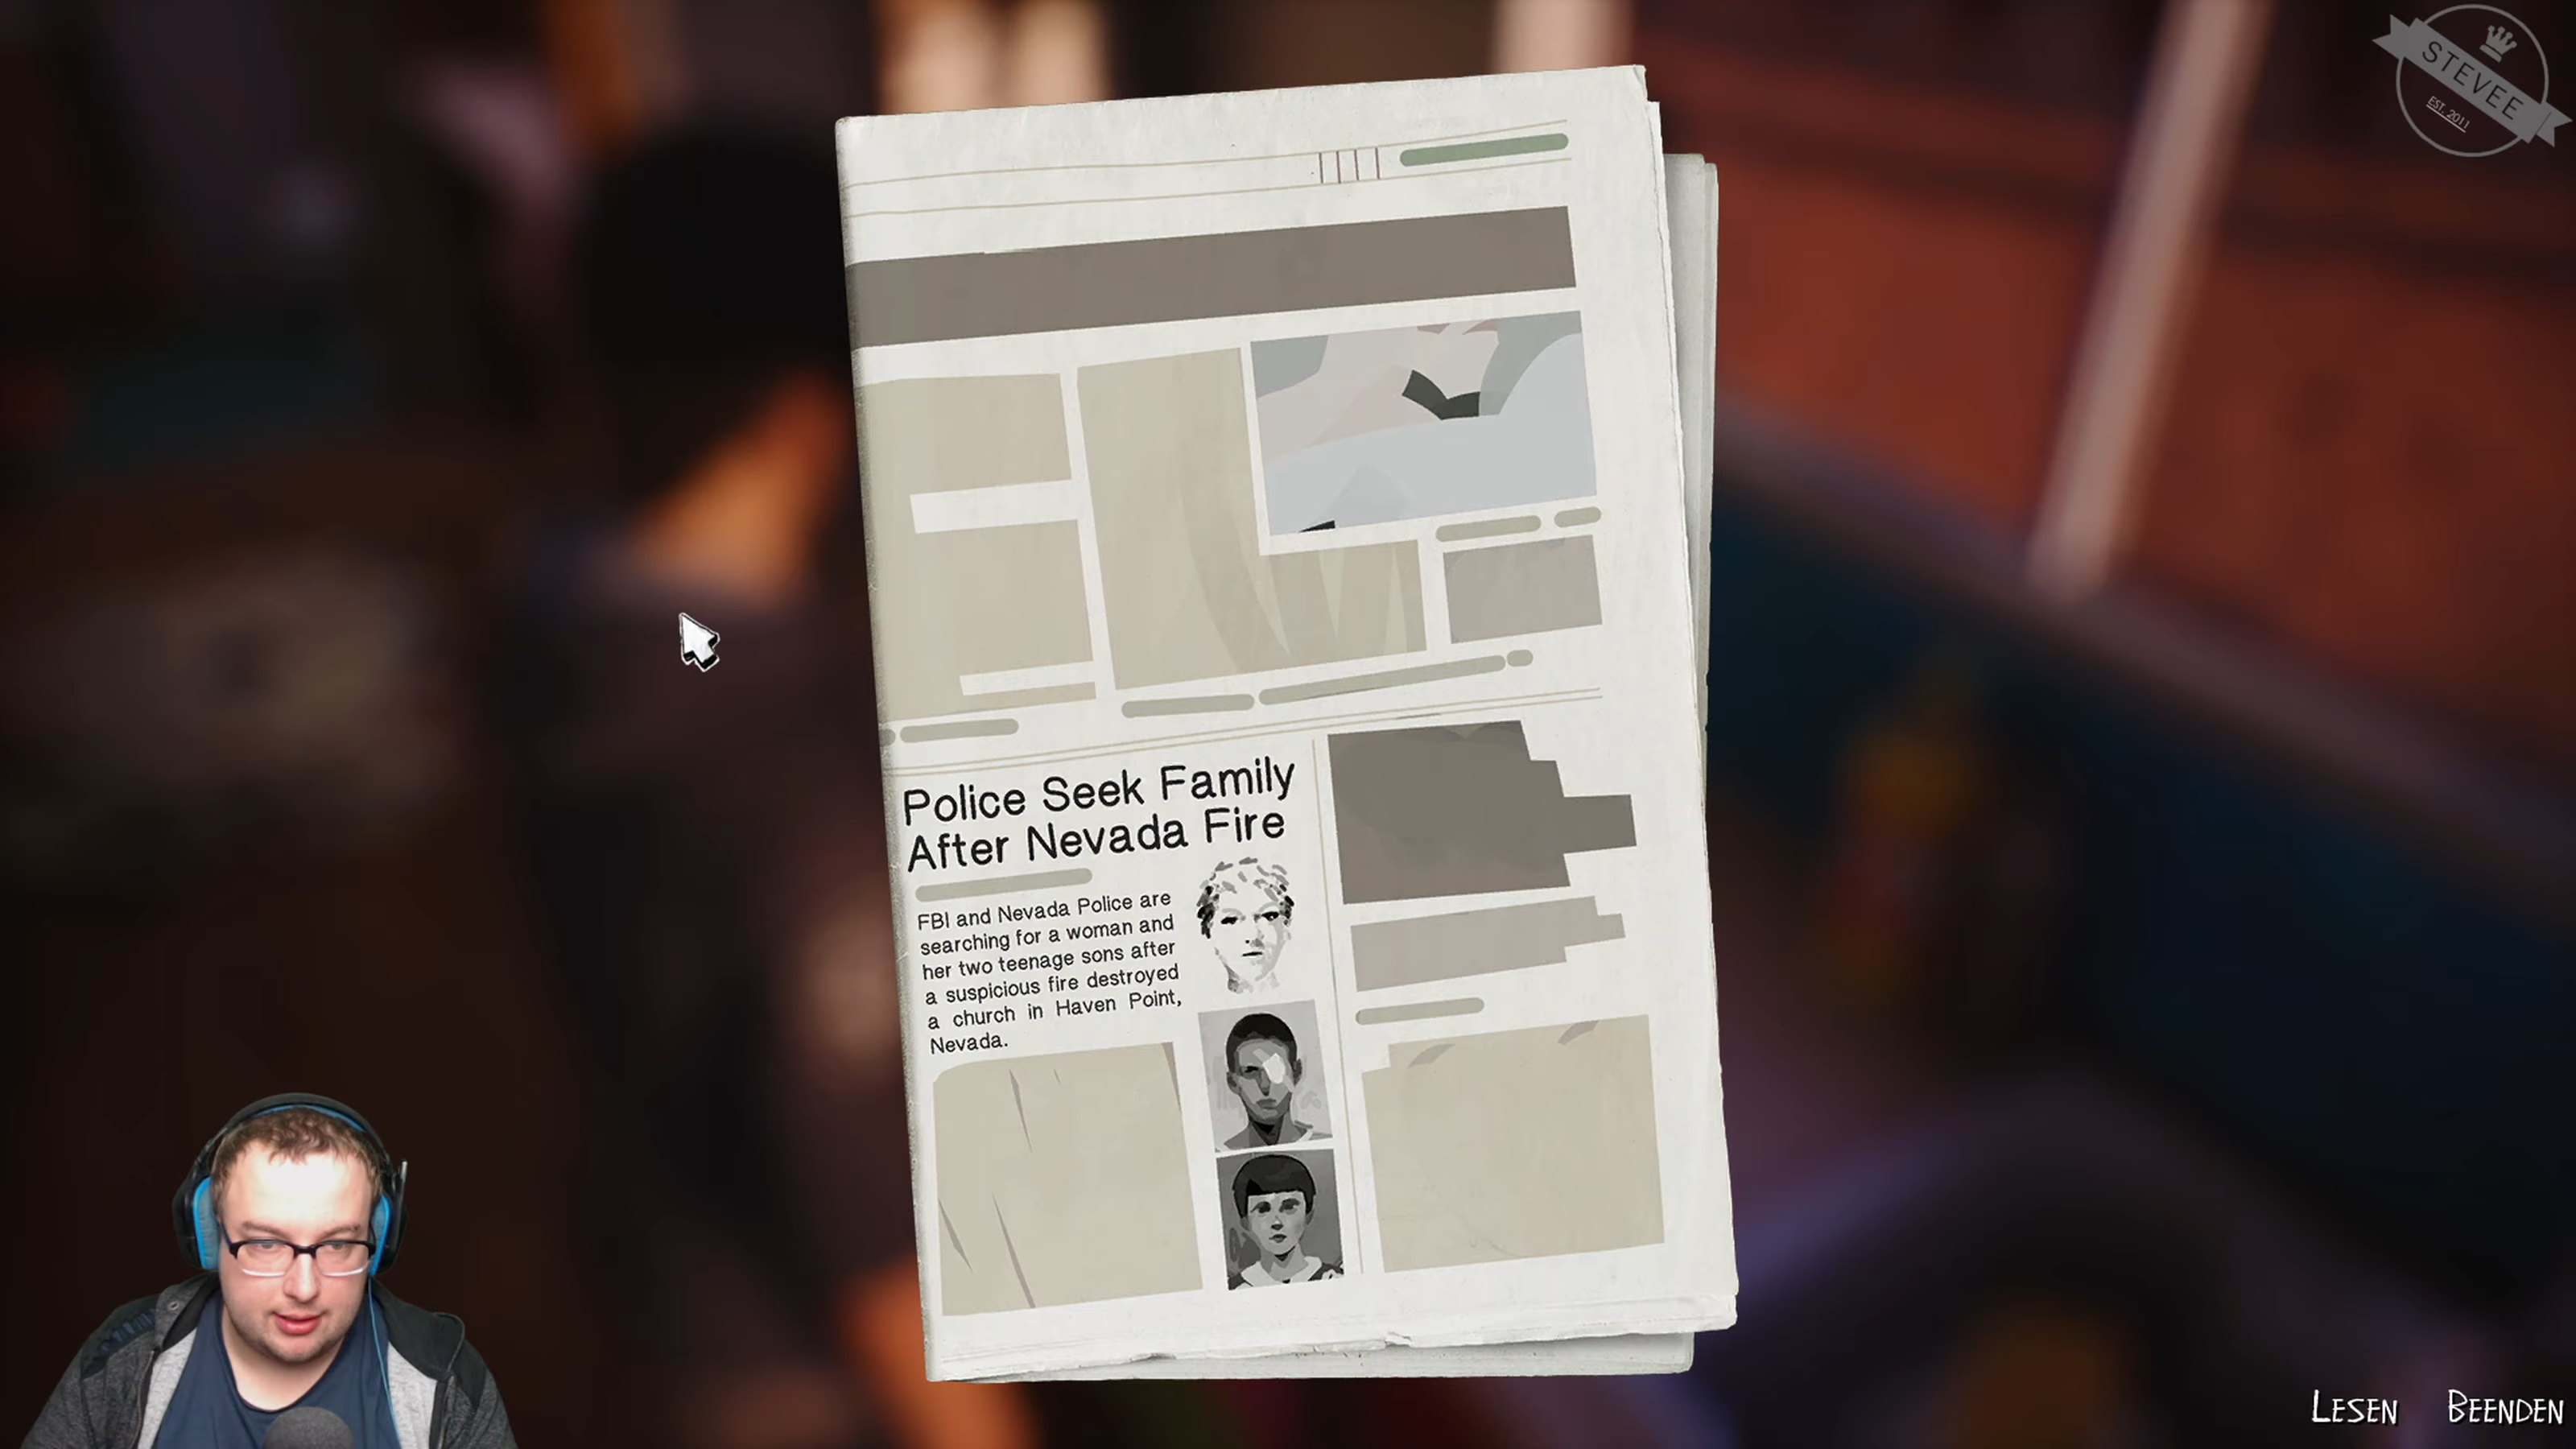 STEVEE
EST. 2011
Police Seek Family
After Nevada Fire
FBI and Nevada Police are
searching for a woman and
her two teenage sons after
a suspicious fire destroyed
a church in Haven Point,
Nevada.
LESEN BEENDEN